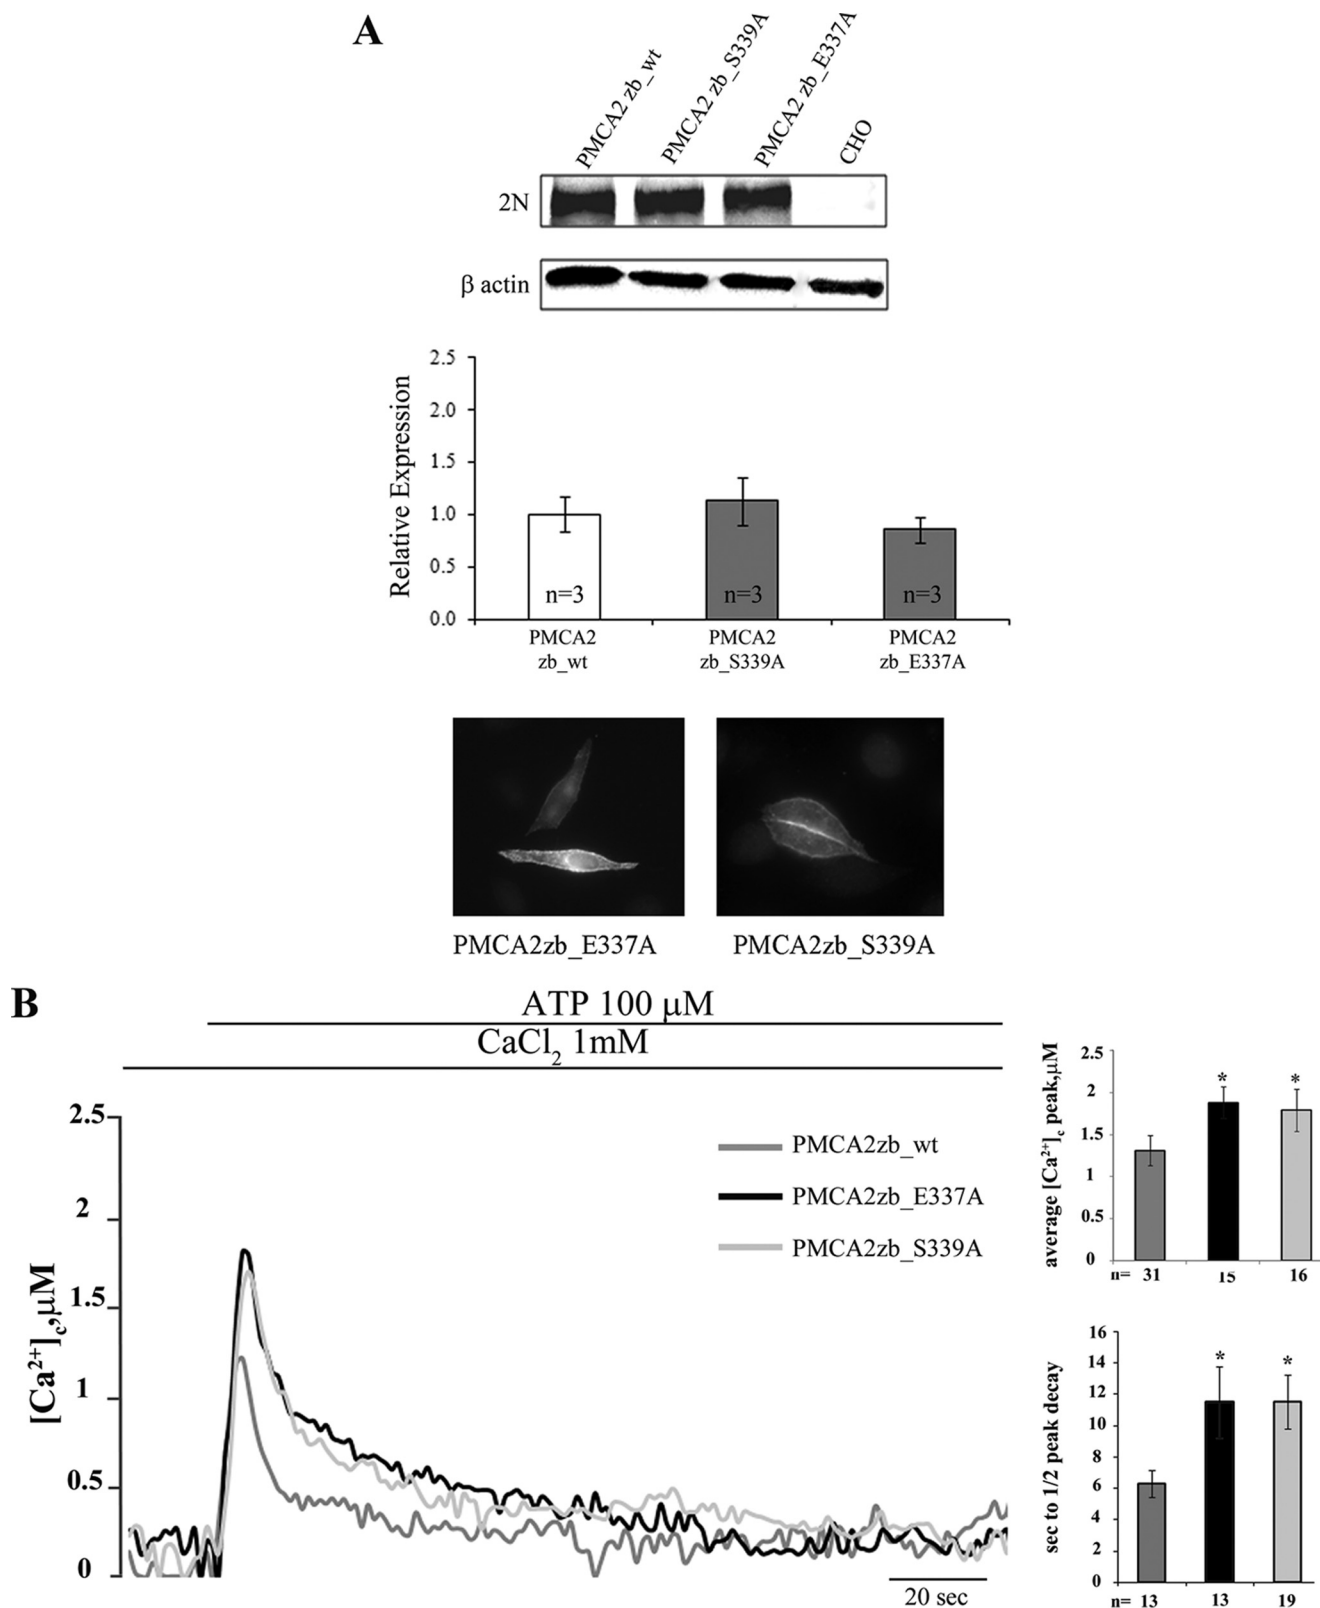 A
PMCA2 zb_wt
PMCA2 zb_S339A
PMCA2 zb_E337A
CHO
2N
β actin
Relative Expression
2.5
2.0
1.5
1.0
0.5
0.0
n=3
n=3
n=3
PMCA2
zb_wt
PMCA2
zb_S339A
PMCA2
zb_E337A
PMCA2zb_E337A
PMCA2zb_S339A
B
ATP 100 μM
CaCl₂ 1mM
[Ca²⁺]c,μM
2.5
2
1.5
1
0.5
0
PMCA2zb_wt
PMCA2zb_E337A
PMCA2zb_S339A
20 sec
average [Ca²⁺]c peak,μM
2.5
2
1.5
1
0.5
0
* *
n= 31 15 16
sec to 1/2 peak decay
16
14
12
10
8
6
4
2
0
* *
n= 13 13 19